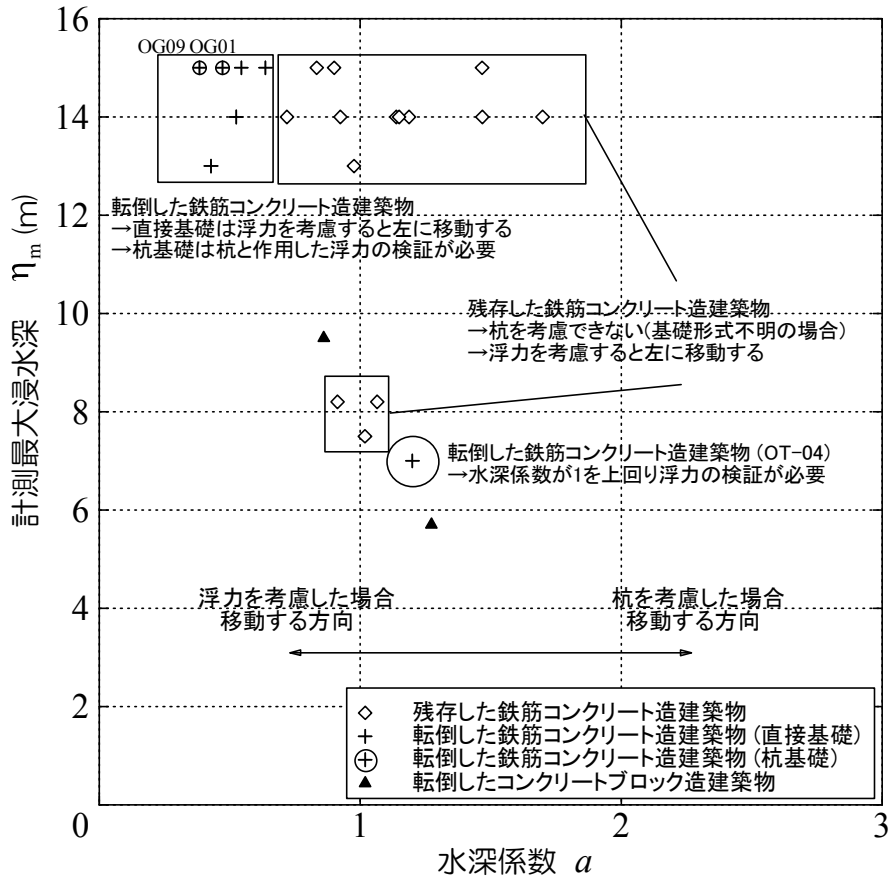 16
OG09 OG01
14
転倒した鉄筋コンクリート造建築物
→直接基礎は浮力を考慮すると左に移動する
→杭基礎は杭と作用した浮力の検証が必要
12
計測最大浸水深 ηm (m)
10
残存した鉄筋コンクリート造建築物
→杭を考慮できない(基礎形式不明の場合)
→浮力を考慮すると左に移動する
8
転倒した鉄筋コンクリート造建築物 (OT-04)
→水深係数が1を上回り浮力の検証が必要
6
4
浮力を考慮した場合
移動する方向
杭を考慮した場合
移動する方向
2
残存した鉄筋コンクリート造建築物
転倒した鉄筋コンクリート造建築物 (直接基礎)
転倒した鉄筋コンクリート造建築物 (杭基礎)
転倒したコンクリートブロック造建築物
0 1 2 3
水深係数 a